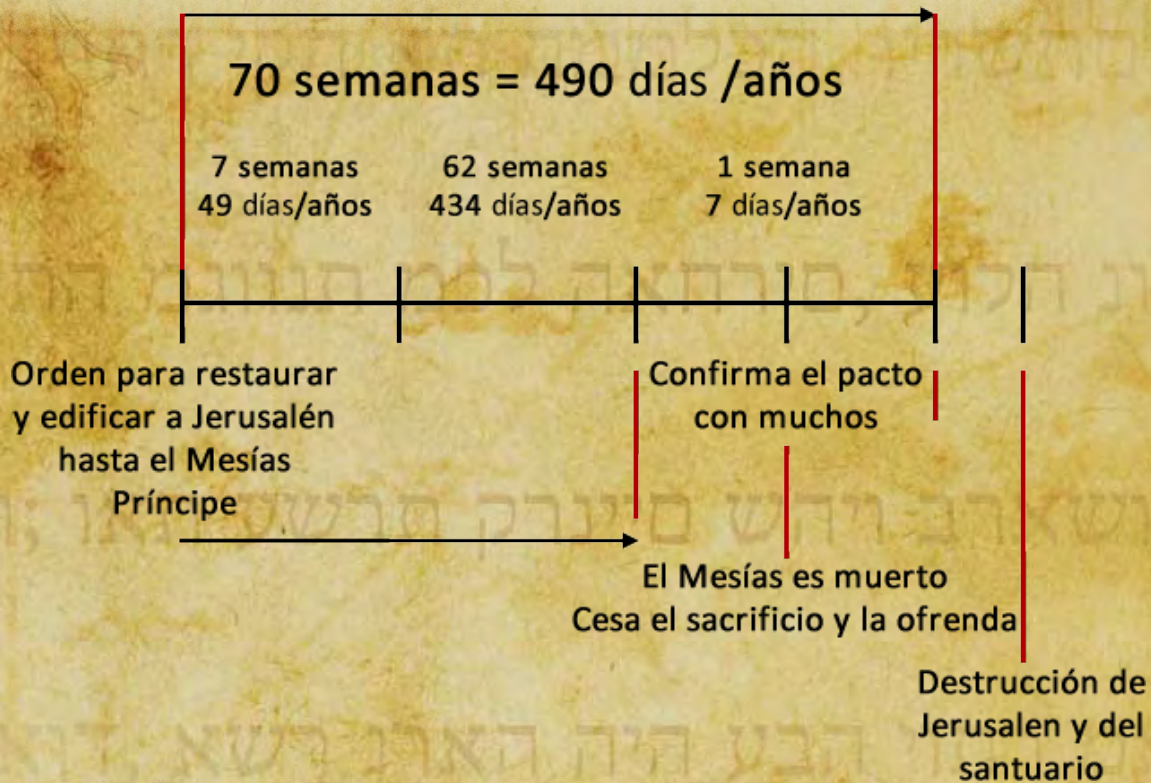 70 semanas = 490 días /años
7 semanas
49 días/años
62 semanas
434 días/años
1 semana
7 días/años
Orden para restaurar
y edificar a Jerusalén
hasta el Mesías
Príncipe
Confirma el pacto
con muchos
El Mesías es muerto
Cesa el sacrificio y la ofrenda
Destrucción de
Jerusalen y del
santuario